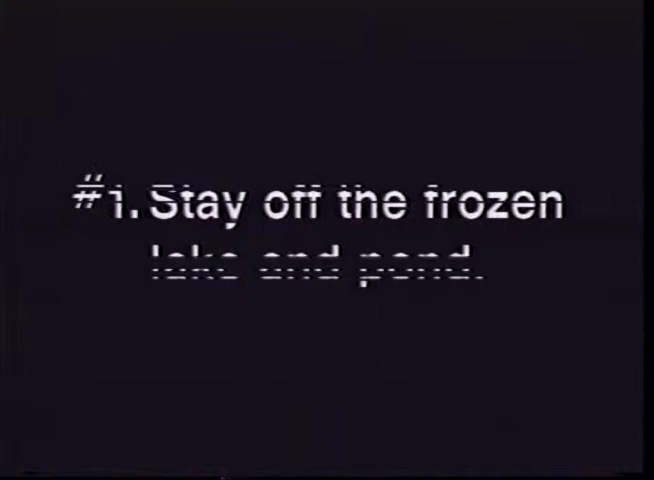 #1. Stay off the frozen
lake and pond.